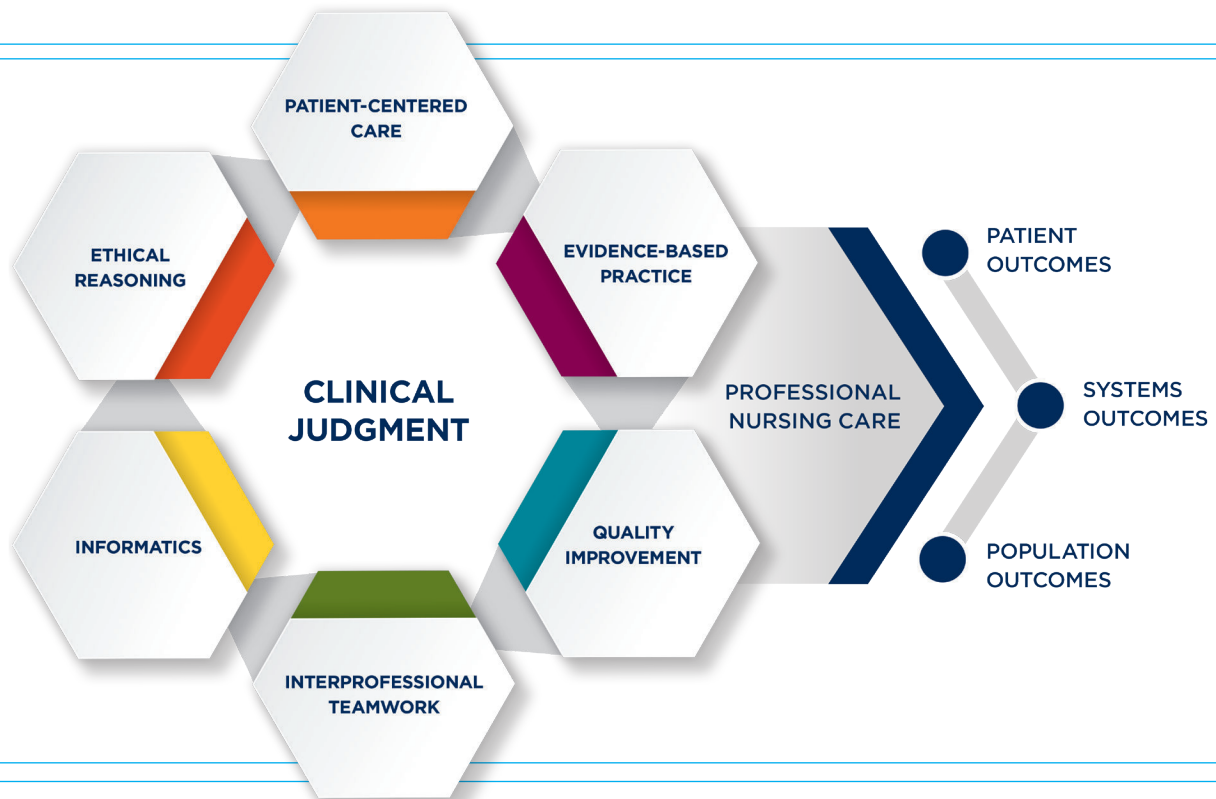 PATIENT-CENTERED
CARE
ETHICAL
REASONING
EVIDENCE-BASED
PRACTICE
CLINICAL
JUDGMENT
PROFESSIONAL
NURSING CARE
PATIENT
OUTCOMES
SYSTEMS
OUTCOMES
POPULATION
OUTCOMES
INFORMATICS
QUALITY
IMPROVEMENT
INTERPROFESSIONAL
TEAMWORK